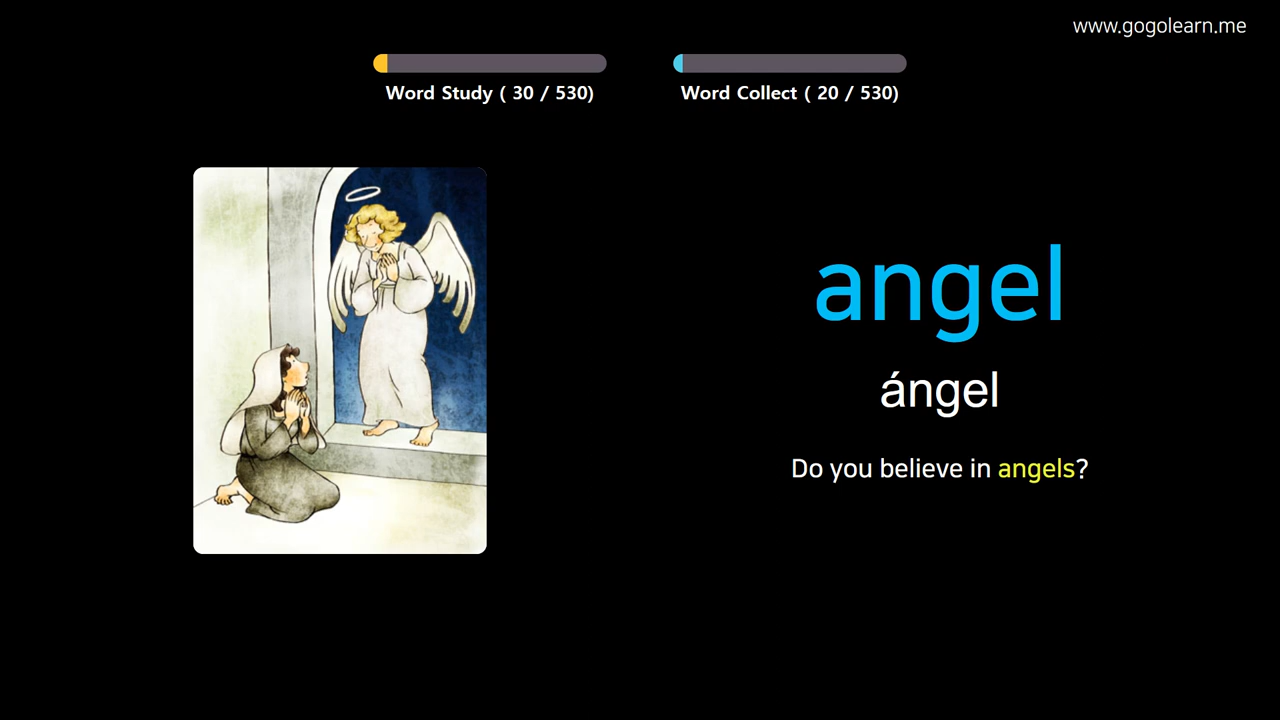 www.gogolearn.me
Word Study ( 30 / 530)
Word Collect ( 20 / 530)
angel
ángel
Do you believe in angels?